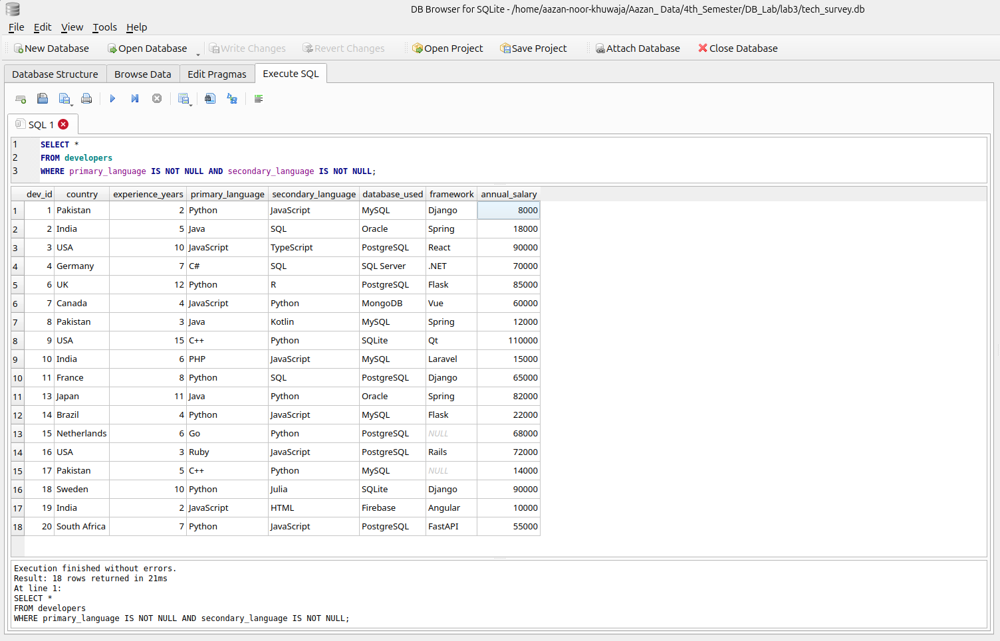 DB Browser for SQLite - /home/aazan-noor-khuwaja/Aazan_ Data/4th_Semester/DB_Lab/lab3/tech_survey.db
File Edit View Tools Help
New Database Open Database Write Changes Revert Changes Open Project Save Project Attach Database Close Database
Database Structure Browse Data Edit Pragmas Execute SQL
SQL 1
1 SELECT *
2 FROM developers
3 WHERE primary_language IS NOT NULL AND secondary_language IS NOT NULL;
dev_id country experience_years primary_language secondary_language database_used framework annual_salary
1 1 Pakistan 2 Python JavaScript MySQL Django 8000
2 2 India 5 Java SQL Oracle Spring 18000
3 3 USA 10 JavaScript TypeScript PostgreSQL React 90000
4 4 Germany 7 C# SQL SQL Server .NET 70000
5 6 UK 12 Python R PostgreSQL Flask 85000
6 7 Canada 4 JavaScript Python MongoDB Vue 60000
7 8 Pakistan 3 Java Kotlin MySQL Spring 12000
8 9 USA 15 C++ Python SQLite Qt 110000
9 10 India 6 PHP JavaScript MySQL Laravel 15000
10 11 France 8 Python SQL PostgreSQL Django 65000
11 13 Japan 11 Java Python Oracle Spring 82000
12 14 Brazil 4 Python JavaScript MySQL Flask 22000
13 15 Netherlands 6 Go Python PostgreSQL NULL 68000
14 16 USA 3 Ruby JavaScript PostgreSQL Rails 72000
15 17 Pakistan 5 C++ Python MySQL NULL 14000
16 18 Sweden 10 Python Julia SQLite Django 90000
17 19 India 2 JavaScript HTML Firebase Angular 10000
18 20 South Africa 7 Python JavaScript PostgreSQL FastAPI 55000
Execution finished without errors.
Result: 18 rows returned in 21ms
At line 1:
SELECT *
FROM developers
WHERE primary_language IS NOT NULL AND secondary_language IS NOT NULL;